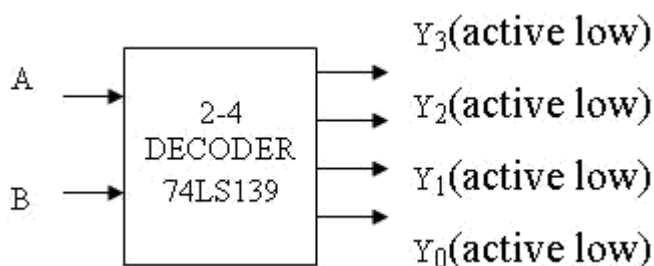 Y₃(active low)
A
Y₂(active low)
2-4
DECODER
74LS139
Y₁(active low)
B
Y₀(active low)